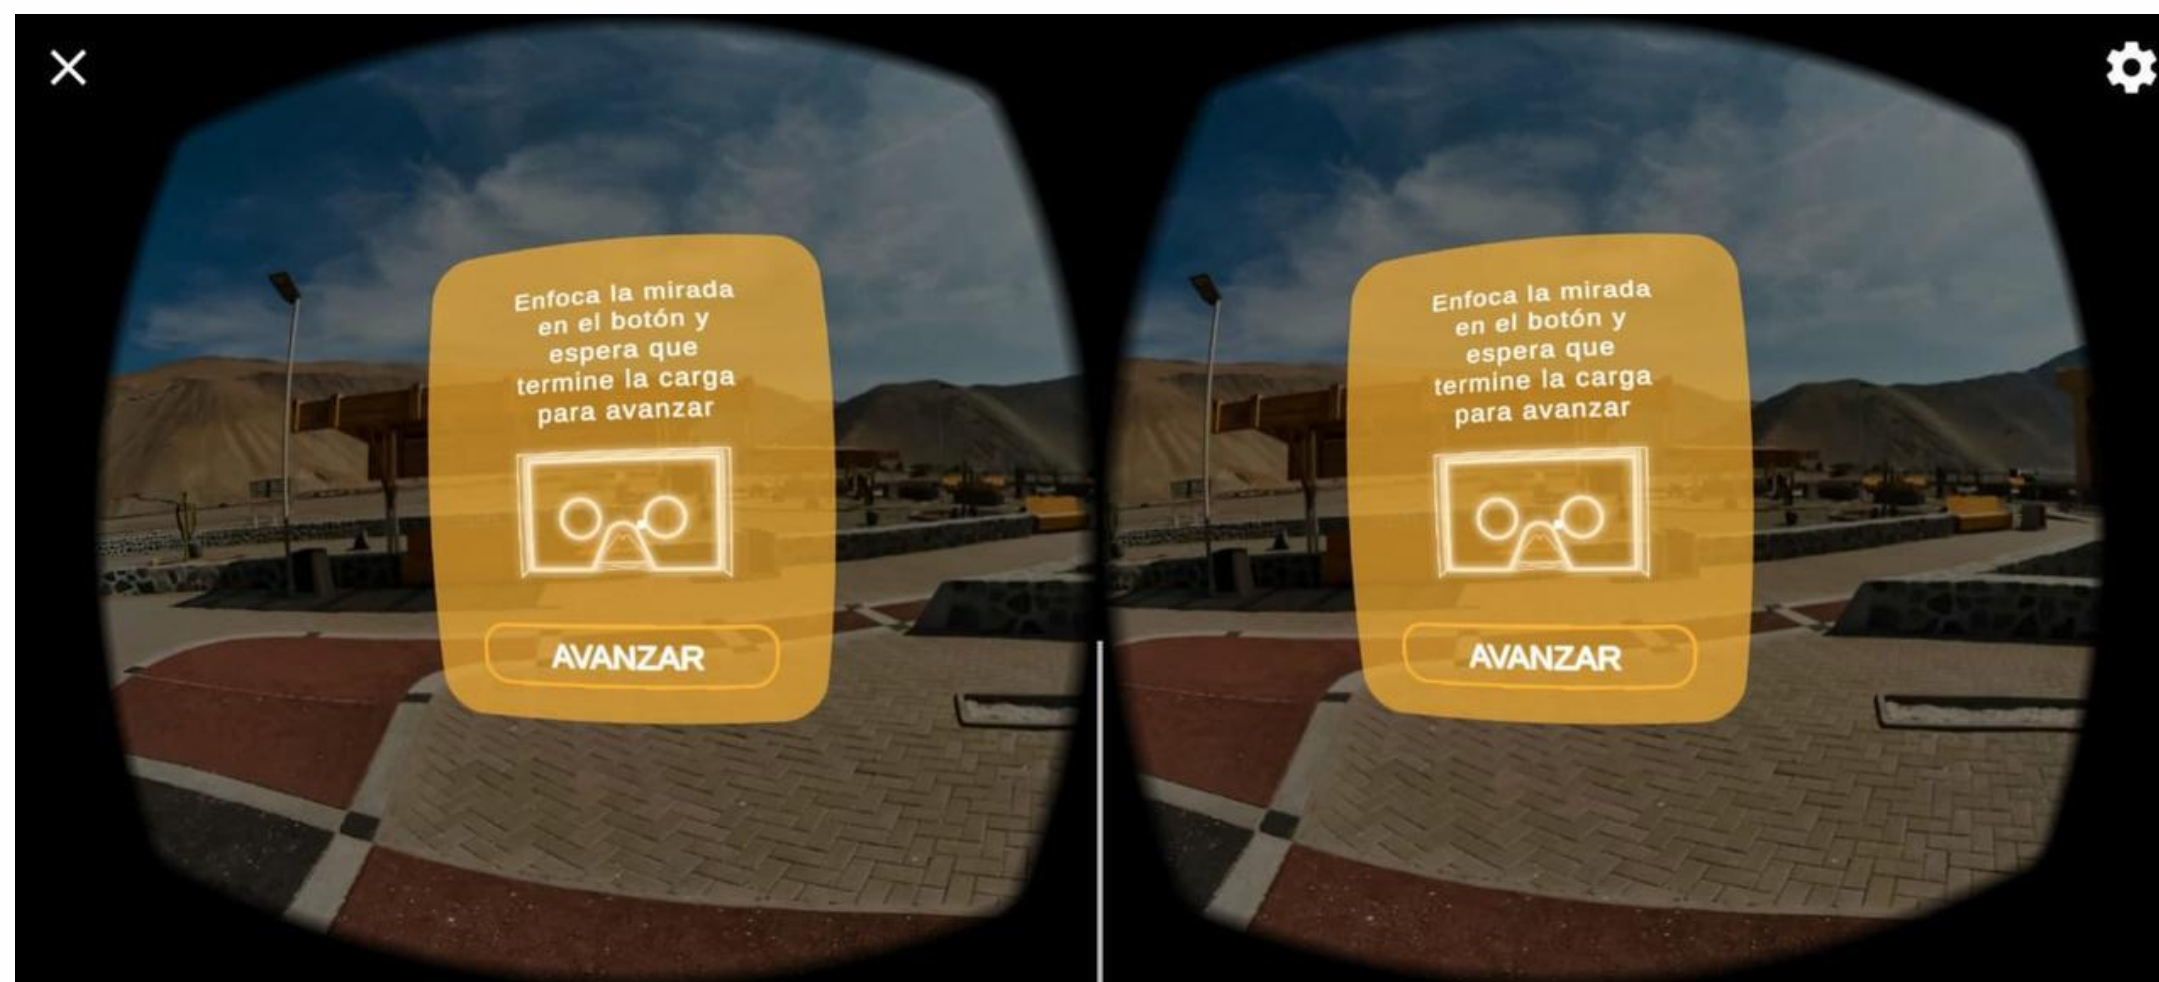 Enfoca la mirada
en el botón y
espera que
termine la carga
para avanzar
AVANZAR
Enfoca la mirada
en el botón y
espera que
termine la carga
para avanzar
AVANZAR